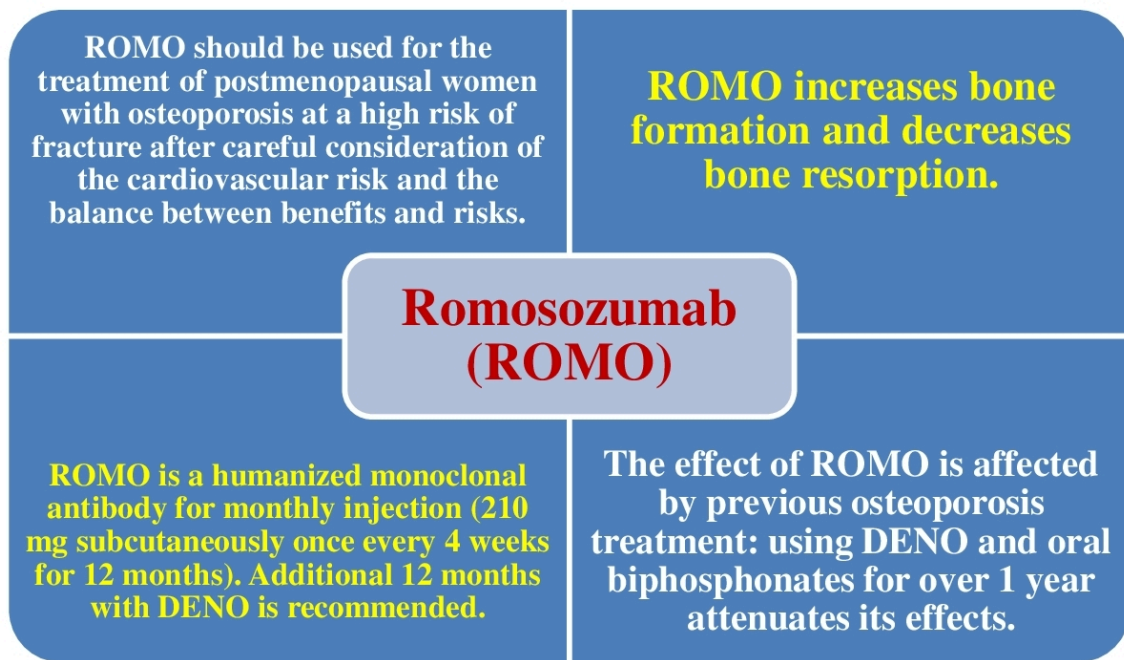 ROMO should be used for the
treatment of postmenopausal women
with osteoporosis at a high risk of
fracture after careful consideration of
the cardiovascular risk and the
balance between benefits and risks.
ROMO increases bone
formation and decreases
bone resorption.
Romosozumab
(ROMO)
ROMO is a humanized monoclonal
antibody for monthly injection (210
mg subcutaneously once every 4 weeks
for 12 months). Additional 12 months
with DENO is recommended.
The effect of ROMO is affected
by previous osteoporosis
treatment: using DENO and oral
biphosphonates for over 1 year
attenuates its effects.